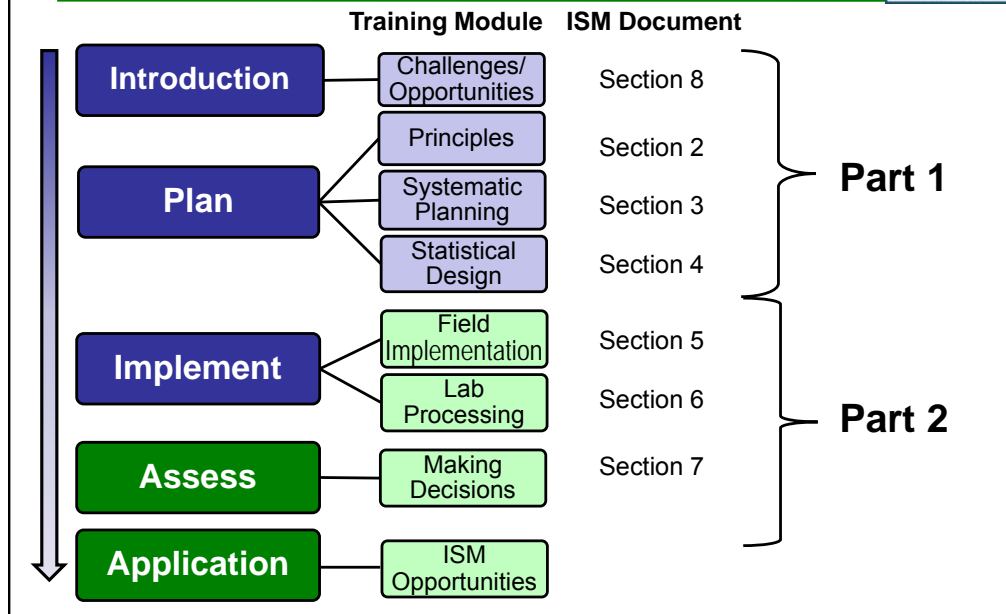 Training Module ISM Document
Introduction
Challenges/
Opportunities
Section 8
Principles
Section 2
Plan
Systematic
Planning
Section 3
Part 1
Statistical
Design
Section 4
Implement
Field
Implementation
Section 5
Lab
Processing
Section 6
Part 2
Assess
Making
Decisions
Section 7
Application
ISM
Opportunities